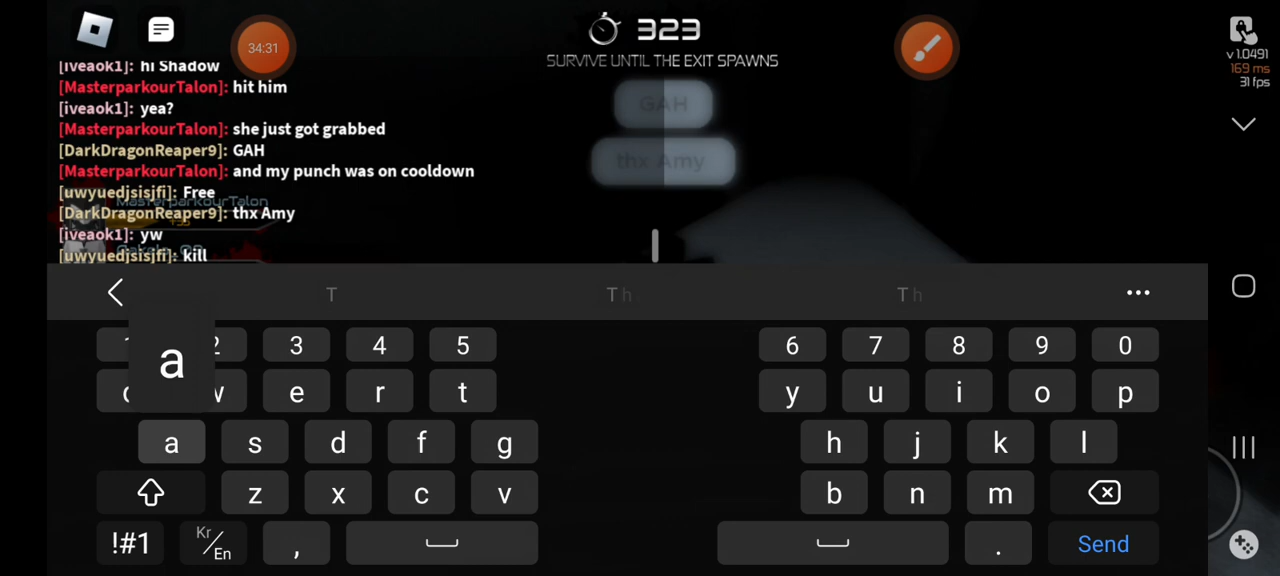 34:31
323
SURVIVE UNTIL THE EXIT SPAWNS
v 1.0491
169 ms
31 fps
[iveaok1]: hi Shadow
[MasterparkourTalon]: hit him
[iveaok1]: yea?
[MasterparkourTalon]: she just got grabbed
[DarkDragonReaper9]: GAH
[MasterparkourTalon]: and my punch was on cooldown
[uwyuedjsisjfi]: Free
MasterparkourTalon
[DarkDragonReaper9]: thx Amy
[iveaok1]: yw
[uwyuedjsisjfi]: kill
GAH
thx Amy
T
Th
Th
a
2 3 4 5 6 7 8 9 0
e r t y u i o p
a s d f g h j k l
z x c v b n m
!#1 Kr/En , . Send